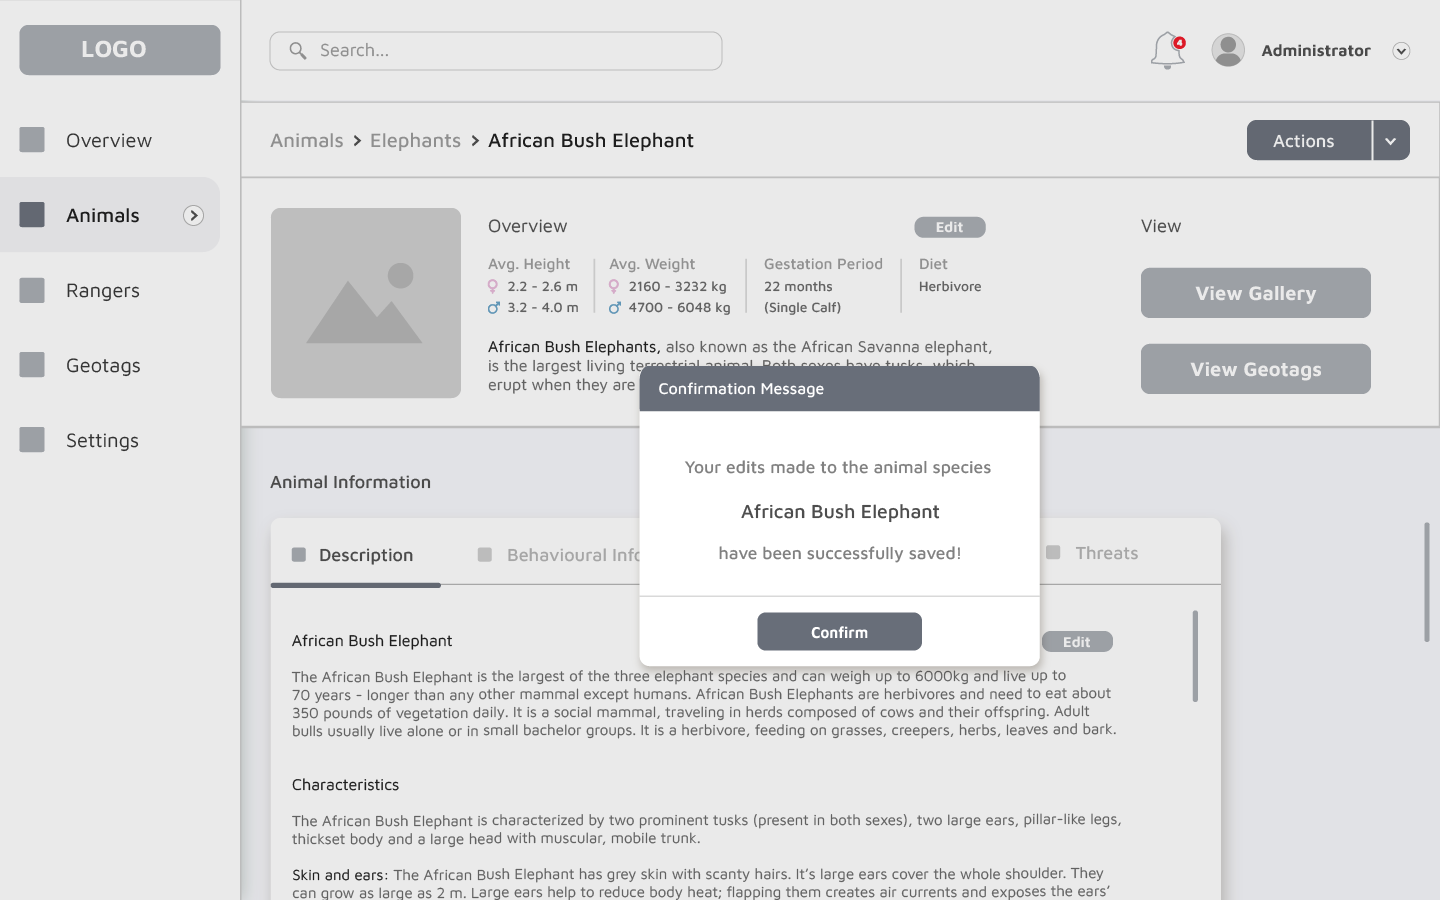 LOGO
Search...
4
Administrator
Overview
Animals
Rangers
Geotags
Settings
Animals > Elephants > African Bush Elephant
Actions
Overview
Edit
Avg. Height
2.2 - 2.6 m
3.2 - 4.0 m
Avg. Weight
2160 - 3232 kg
4700 - 6048 kg
Gestation Period
22 months
(Single Calf)
Diet
Herbivore
African Bush Elephants, also known as the African Savanna elephant,
is the largest living terrestrial animal. Both sexes have tusks, which
erupt when they are
View
View Gallery
View Geotags
Confirmation Message
Your edits made to the animal species
African Bush Elephant
have been successfully saved!
Confirm
Animal Information
Description
Behavioural
Threats
African Bush Elephant
Edit
The African Bush Elephant is the largest of the three elephant species and can weigh up to 6000kg and live up to
70 years - longer than any other mammal except humans. African Bush Elephants are herbivores and need to eat about
350 pounds of vegetation daily. It is a social mammal, traveling in herds composed of cows and their offspring. Adult
bulls usually live alone or in small bachelor groups. It is a herbivore, feeding on grasses, creepers, herbs, leaves and bark.
Characteristics
The African Bush Elephant is characterized by two prominent tusks (present in both sexes), two large ears, pillar-like legs,
thickset body and a large head with muscular, mobile trunk.
Skin and ears: The African Bush Elephant has grey skin with scanty hairs. It's large ears cover the whole shoulder. They
can grow as large as 2 m. Large ears help to reduce body heat; flapping them creates air currents and exposes the ears'